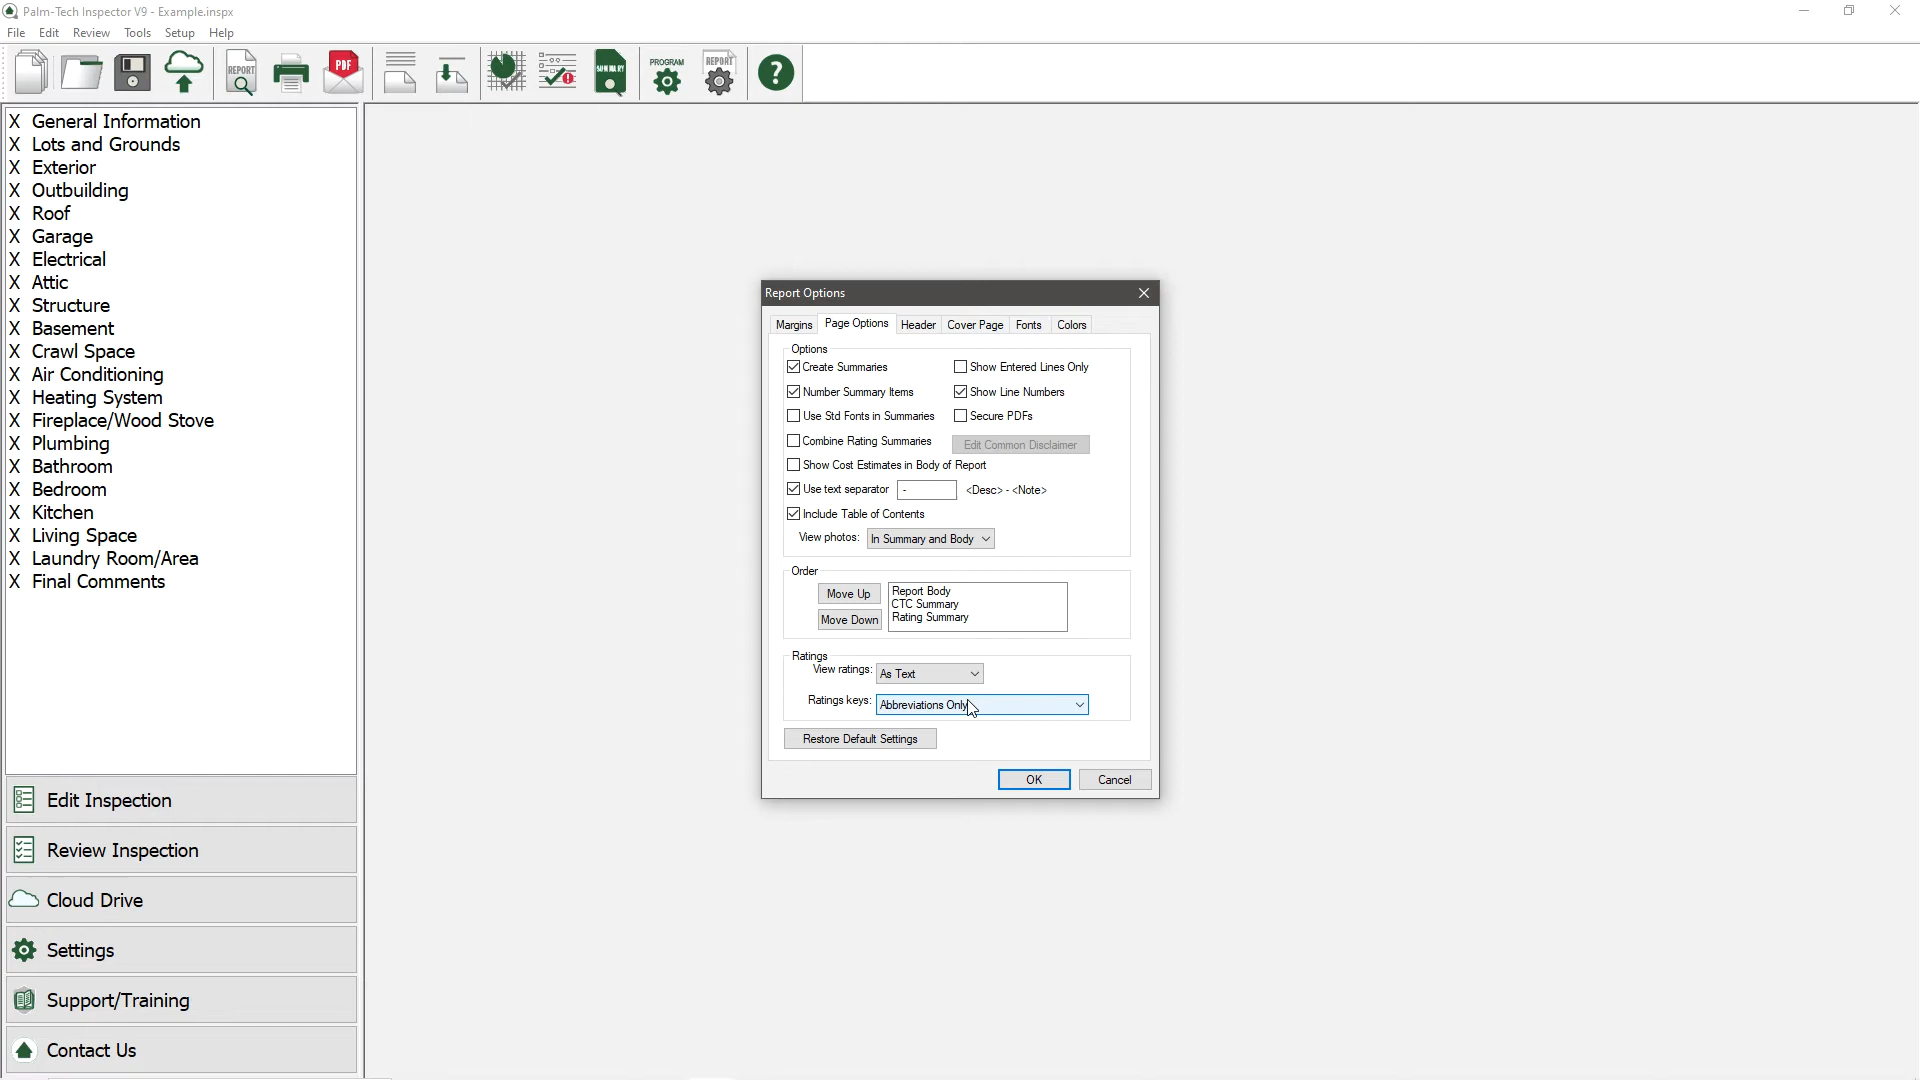 Palm-Tech Inspector V9 - Example.inspx
File Edit Review Tools Setup Help
REPORT PDF SUMMARY PROGRAM REPORT ?
X General Information
X Lots and Grounds
X Exterior
X Outbuilding
X Roof
X Garage
X Electrical
X Attic
X Structure
X Basement
X Crawl Space
X Air Conditioning
X Heating System
X Fireplace/Wood Stove
X Plumbing
X Bathroom
X Bedroom
X Kitchen
X Living Space
X Laundry Room/Area
X Final Comments
Edit Inspection
Review Inspection
Cloud Drive
Settings
Support/Training
Contact Us
Report Options
Margins Page Options Header Cover Page Fonts Colors
Options
Create Summaries Show Entered Lines Only
Number Summary Items Show Line Numbers
Use Std Fonts in Summaries Secure PDFs
Combine Rating Summaries Edit Common Disclaimer
Show Cost Estimates in Body of Report
Use text separator - <Desc> - <Note>
Include Table of Contents
View photos: In Summary and Body
Order
Move Up Report Body
CTC Summary
Move Down Rating Summary
Ratings
View ratings: As Text
Ratings keys: Abbreviations Only
Restore Default Settings
OK Cancel